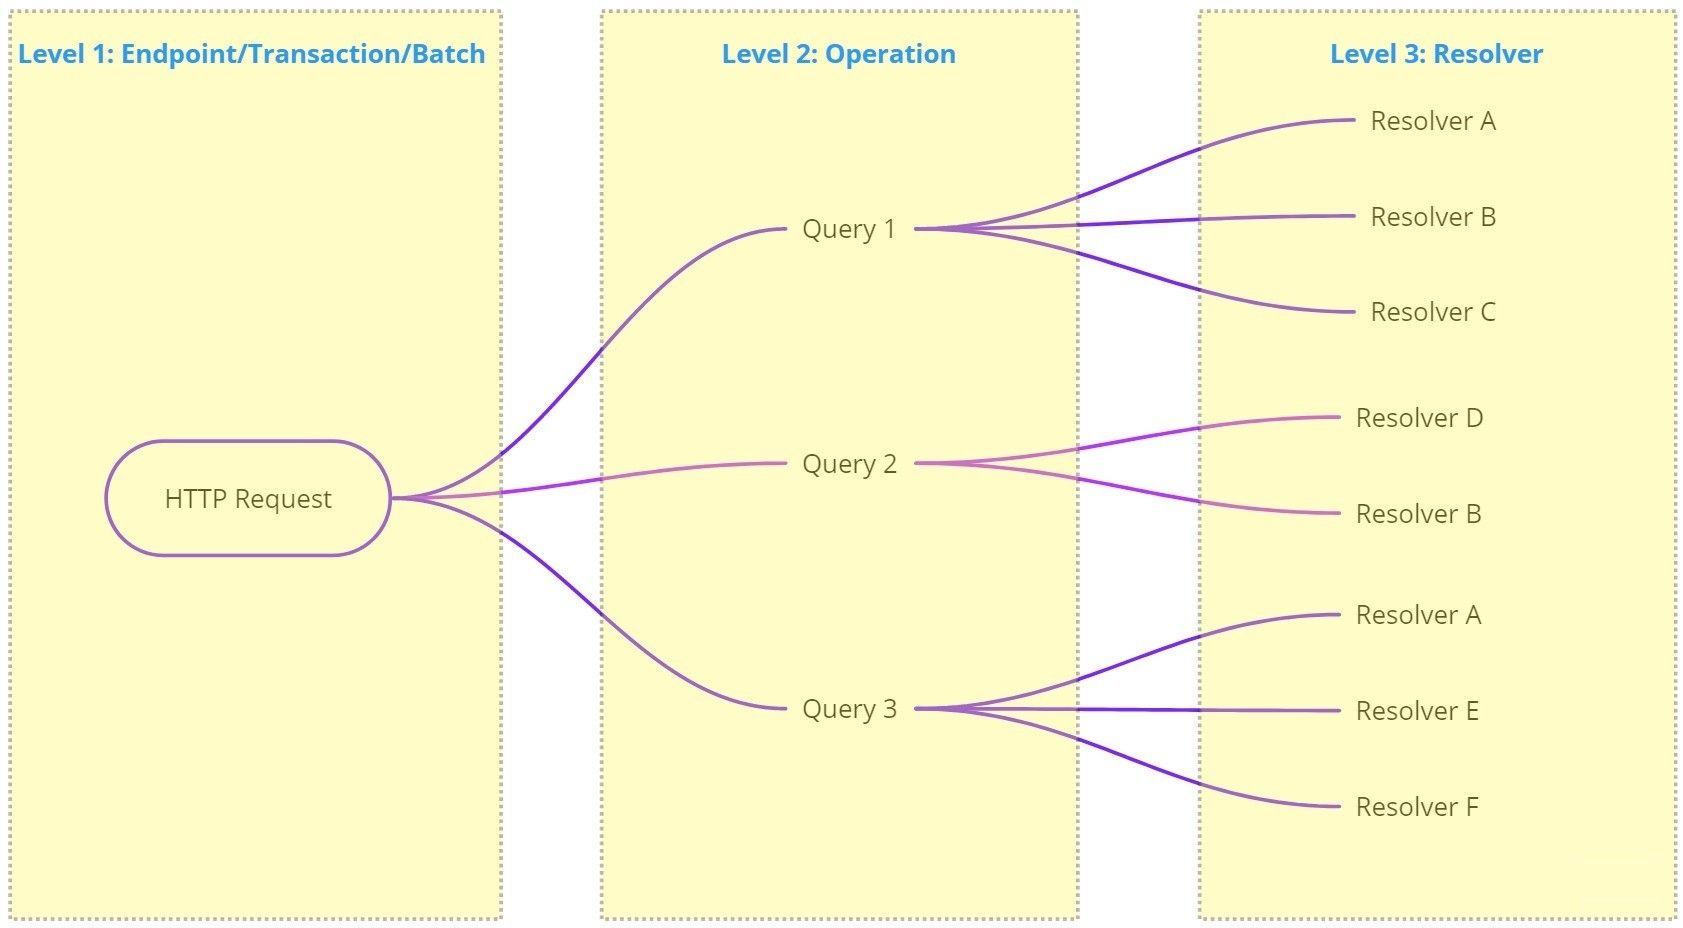 Level 1: Endpoint/Transaction/Batch
HTTP Request
Level 2: Operation
Query 1
Query 2
Query 3
Level 3: Resolver
Resolver A
Resolver B
Resolver C
Resolver D
Resolver B
Resolver A
Resolver E
Resolver F